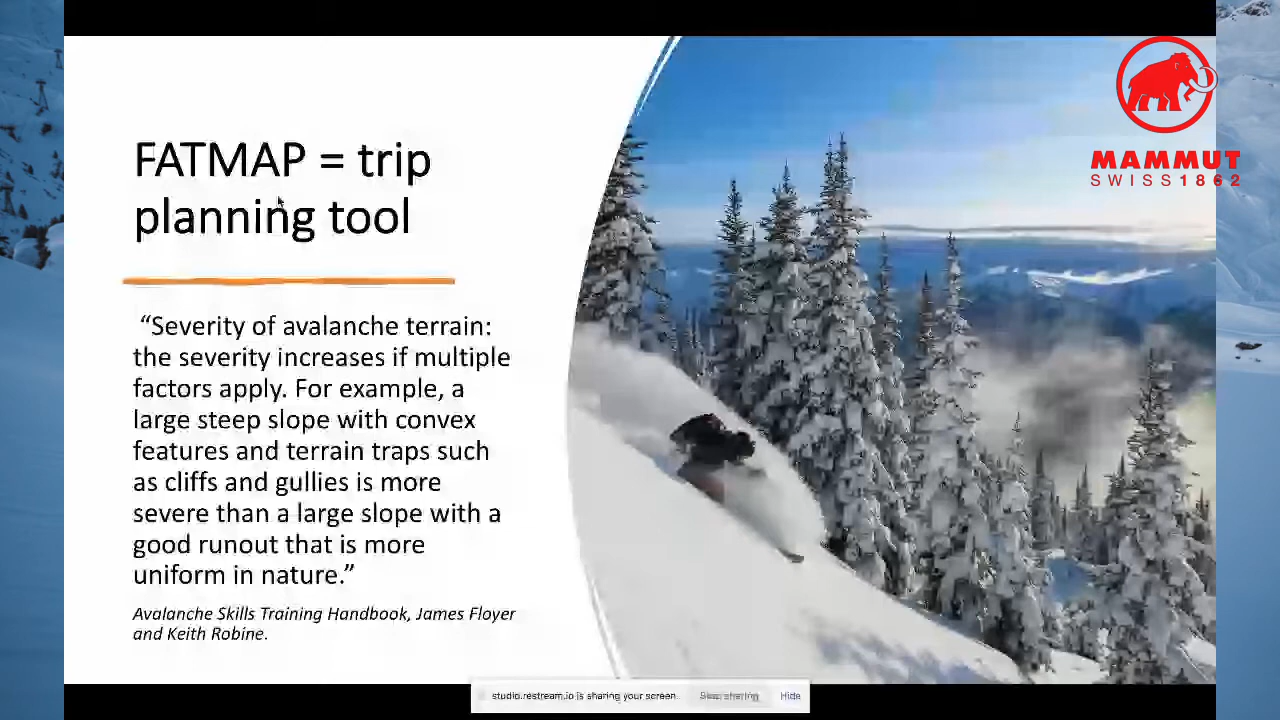 FATMAP = trip
planning tool
“Severity of avalanche terrain:
the severity increases if multiple
factors apply. For example, a
large steep slope with convex
features and terrain traps such
as cliffs and gullies is more
severe than a large slope with a
good runout that is more
uniform in nature.”
Avalanche Skills Training Handbook, James Floyer
and Keith Robine.
MAMMUT
SWISS 1862
studio.restream.io is sharing your screen. Stop sharing Hide